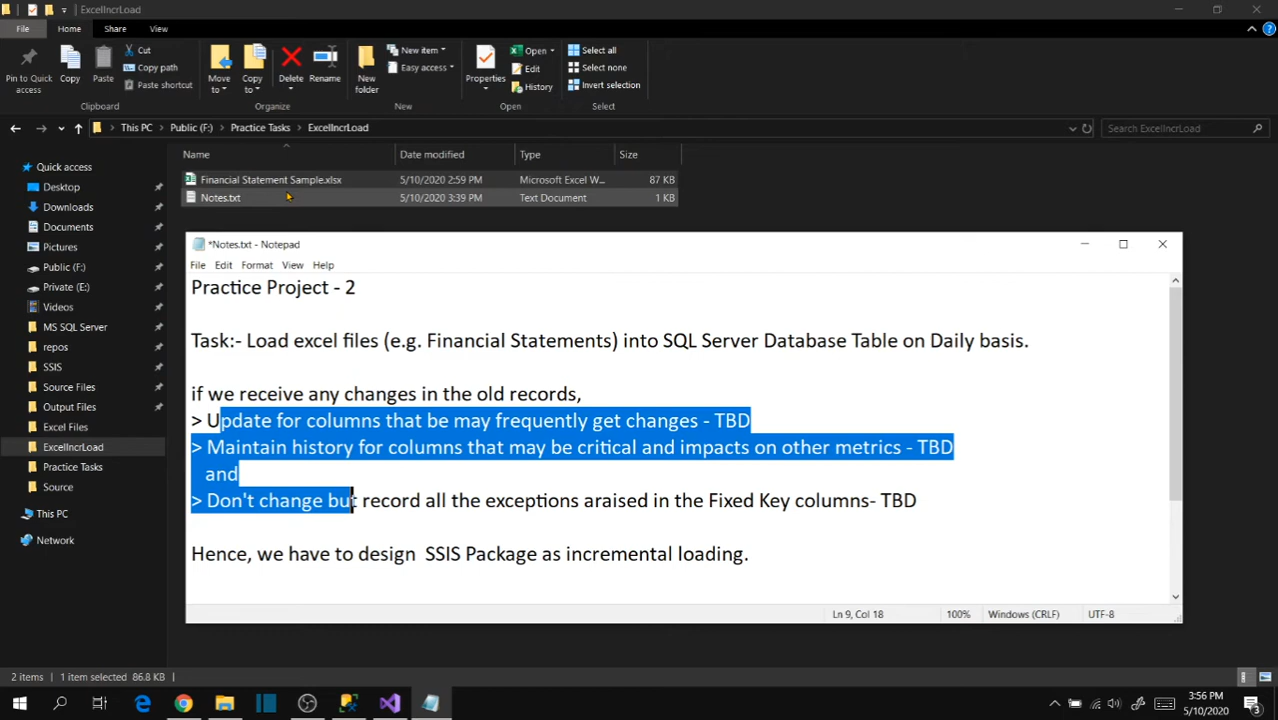 ExcelIncrLoad
File Home Share View
Pin to Quick access
Copy
Paste
Cut
Copy path
Paste shortcut
Clipboard
Move to
Copy to
Delete
Rename
Organize
New folder
New item
Easy access
New
Properties
Open
Edit
History
Open
Select all
Select none
Invert selection
Select
This PC > Public (F:) > Practice Tasks > ExcelIncrLoad
Search ExcelIncrLoad
Name Date modified Type Size
Financial Statement Sample.xlsx 5/10/2020 2:59 PM Microsoft Excel W... 87 KB
Notes.txt 5/10/2020 3:39 PM Text Document 1 KB
Quick access
Desktop
Downloads
Documents
Pictures
Public (F:)
Private (E:)
Videos
MS SQL Server
repos
SSIS
Source Files
Output Files
Excel Files
ExcelIncrLoad
Practice Tasks
Source
This PC
Network
*Notes.txt - Notepad
File Edit Format View Help
Practice Project - 2
Task:- Load excel files (e.g. Financial Statements) into SQL Server Database Table on Daily basis.
if we receive any changes in the old records,
> Update for columns that be may frequently get changes - TBD
> Maintain history for columns that may be critical and impacts on other metrics - TBD
and
> Don't change but record all the exceptions araised in the Fixed Key columns- TBD
Hence, we have to design SSIS Package as incremental loading.
Ln 9, Col 18 100% Windows (CRLF) UTF-8
2 items 1 item selected 86.8 KB
3:56 PM
5/10/2020
3